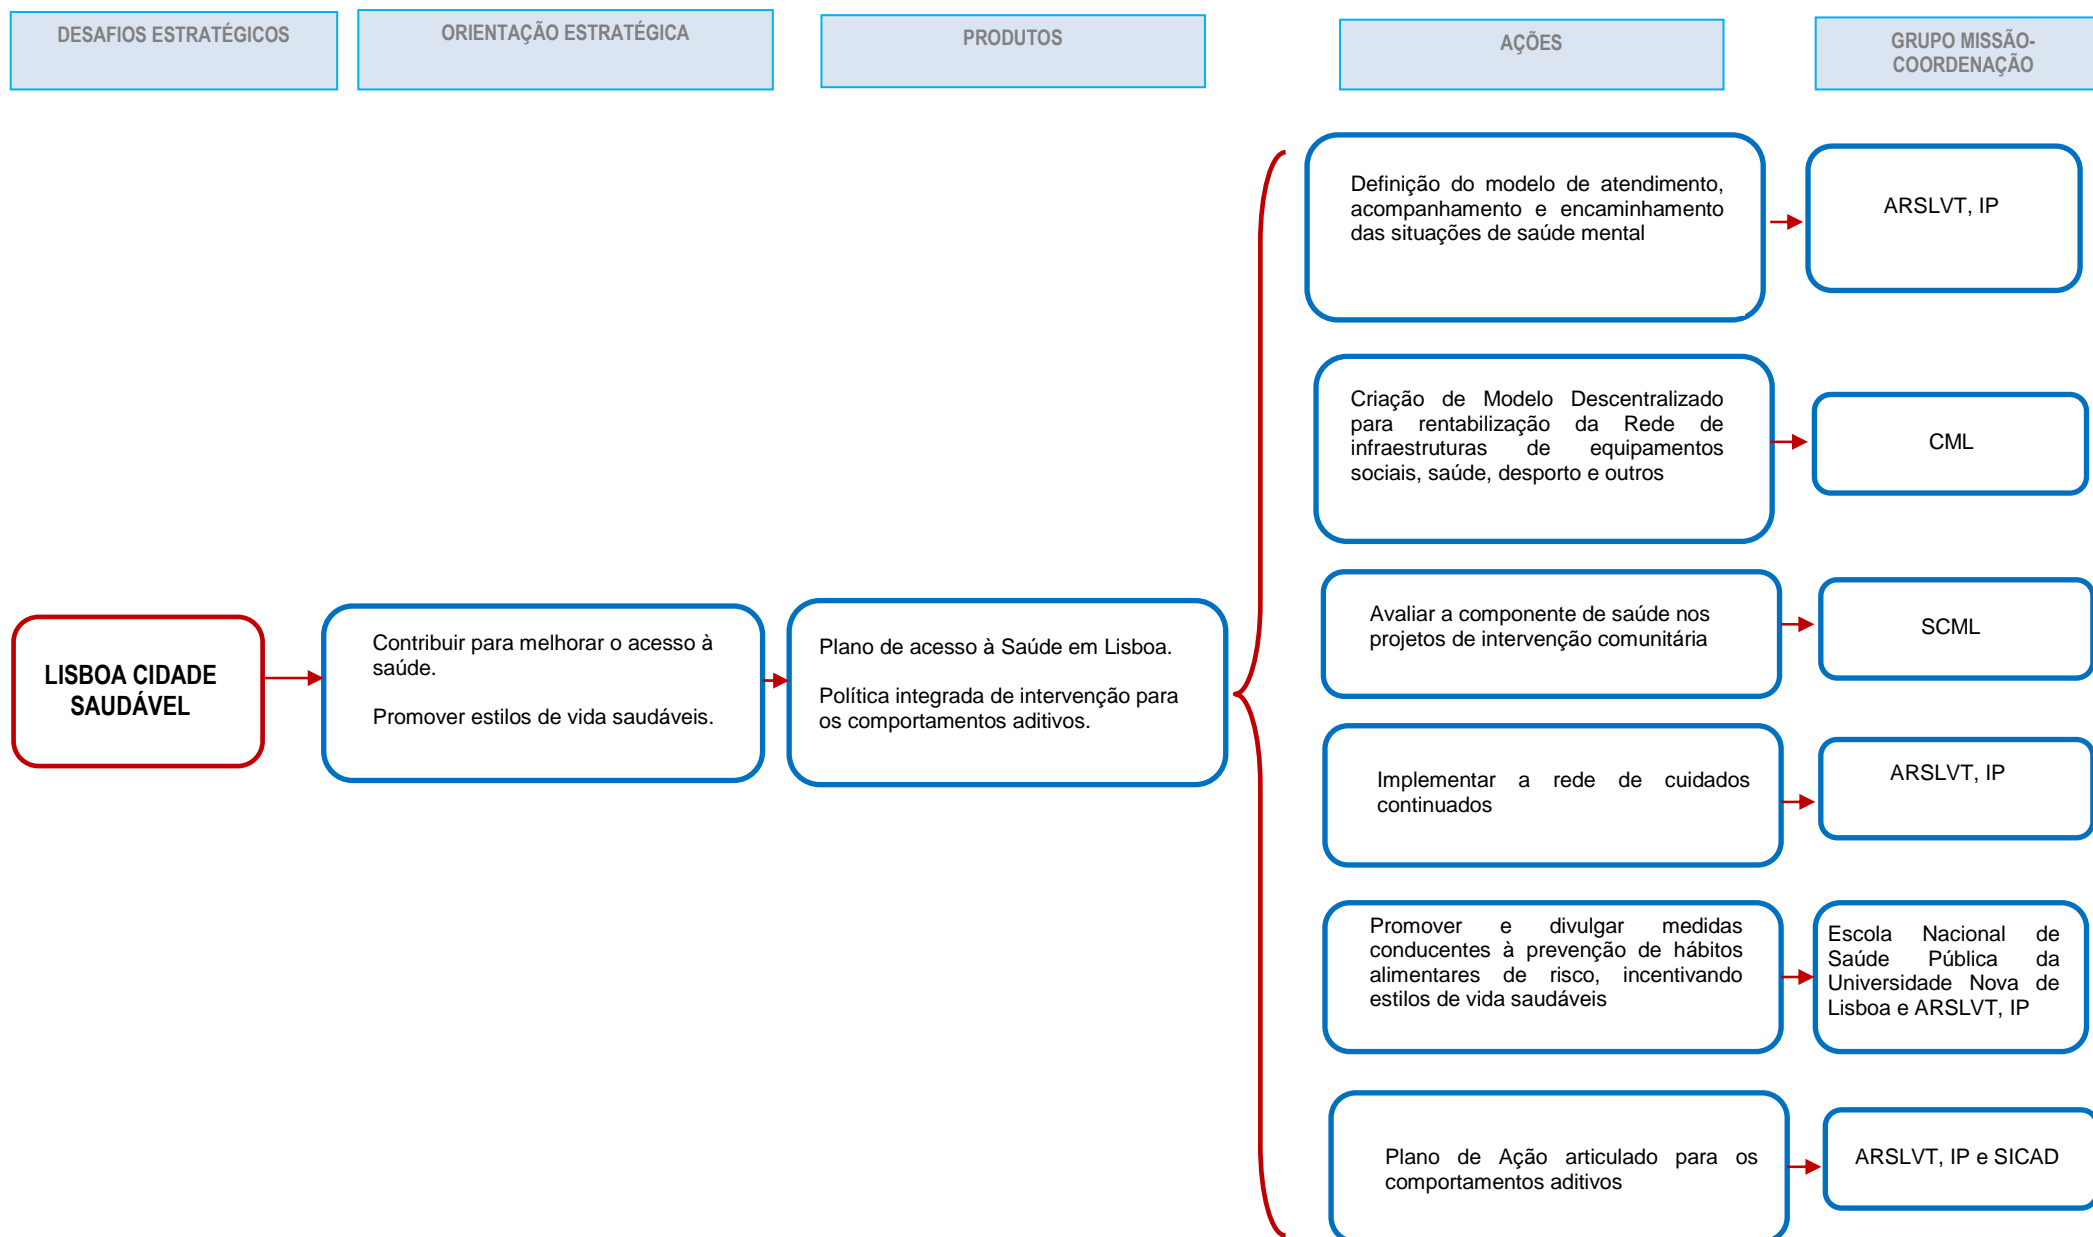 DESAFIOS ESTRATÉGICOS
ORIENTAÇÃO ESTRATÉGICA
PRODUTOS
AÇÕES
GRUPO MISSÃO-
COORDENAÇÃO
LISBOA CIDADE
SAUDÁVEL
Contribuir para melhorar o acesso à
saúde.
Promover estilos de vida saudáveis.
Plano de acesso à Saúde em Lisboa.
Política integrada de intervenção para
os comportamentos aditivos.
Definição do modelo de atendimento,
acompanhamento e encaminhamento
das situações de saúde mental
ARSLVT, IP
Criação de Modelo Descentralizado
para rentabilização da Rede de
infraestruturas de equipamentos
sociais, saúde, desporto e outros
CML
Avaliar a componente de saúde nos
projetos de intervenção comunitária
SCML
Implementar a rede de cuidados
continuados
ARSLVT, IP
Promover e divulgar medidas
conducentes à prevenção de hábitos
alimentares de risco, incentivando
estilos de vida saudáveis
Escola Nacional de
Saúde Pública da
Universidade Nova de
Lisboa e ARSLVT, IP
Plano de Ação articulado para os
comportamentos aditivos
ARSLVT, IP e SICAD